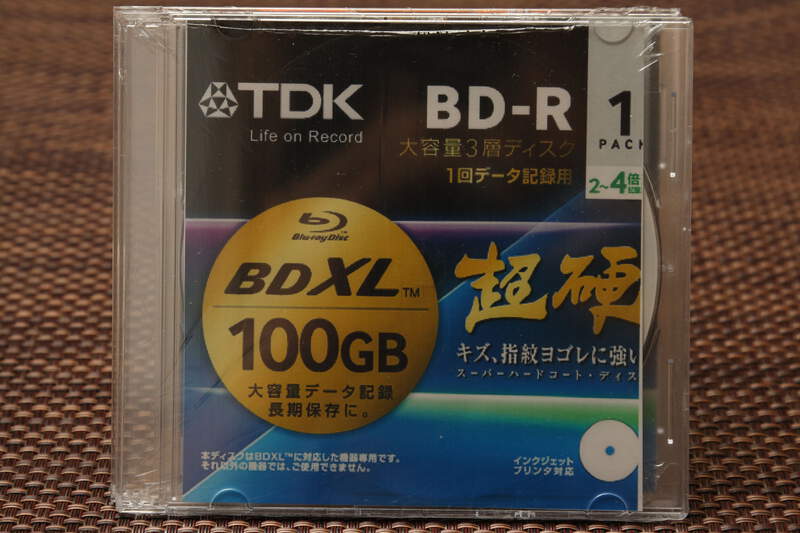 TDK
Life on Record
BD-R
大容量3層ディスク
1回データ記録用
1
PACK
2~4倍
Blu-ray Disc™
BDXL™
100GB
大容量データ記録
長期保存に。
超硬
キズ、指紋ヨゴレに強い
スーパーハードコート・ディス
本ディスクはBDXL™に対応した機器専用です。
それ以外の機器では、ご使用できません。
インクジェット
プリンタ対応